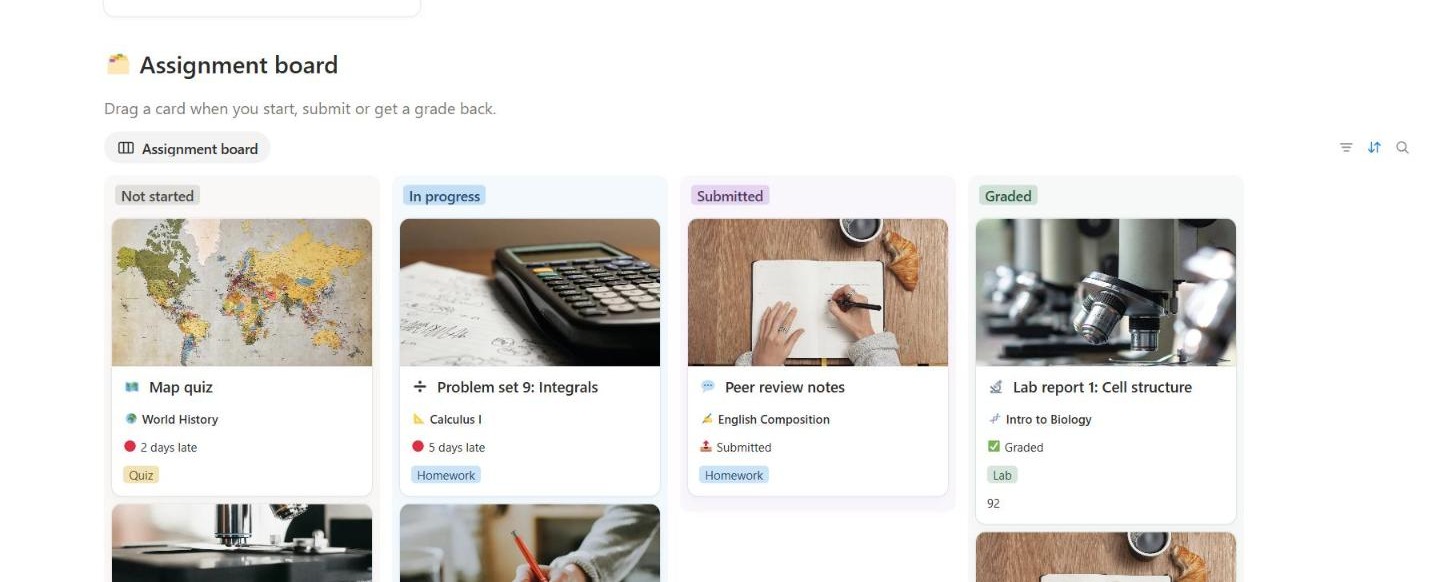 Assignment board
Drag a card when you start, submit or get a grade back.
Assignment board
Not started
Map quiz
World History
2 days late
Quiz
In progress
Problem set 9: Integrals
Calculus I
5 days late
Homework
Submitted
Peer review notes
English Composition
Submitted
Homework
Graded
Lab report 1: Cell structure
Intro to Biology
Graded
Lab
92